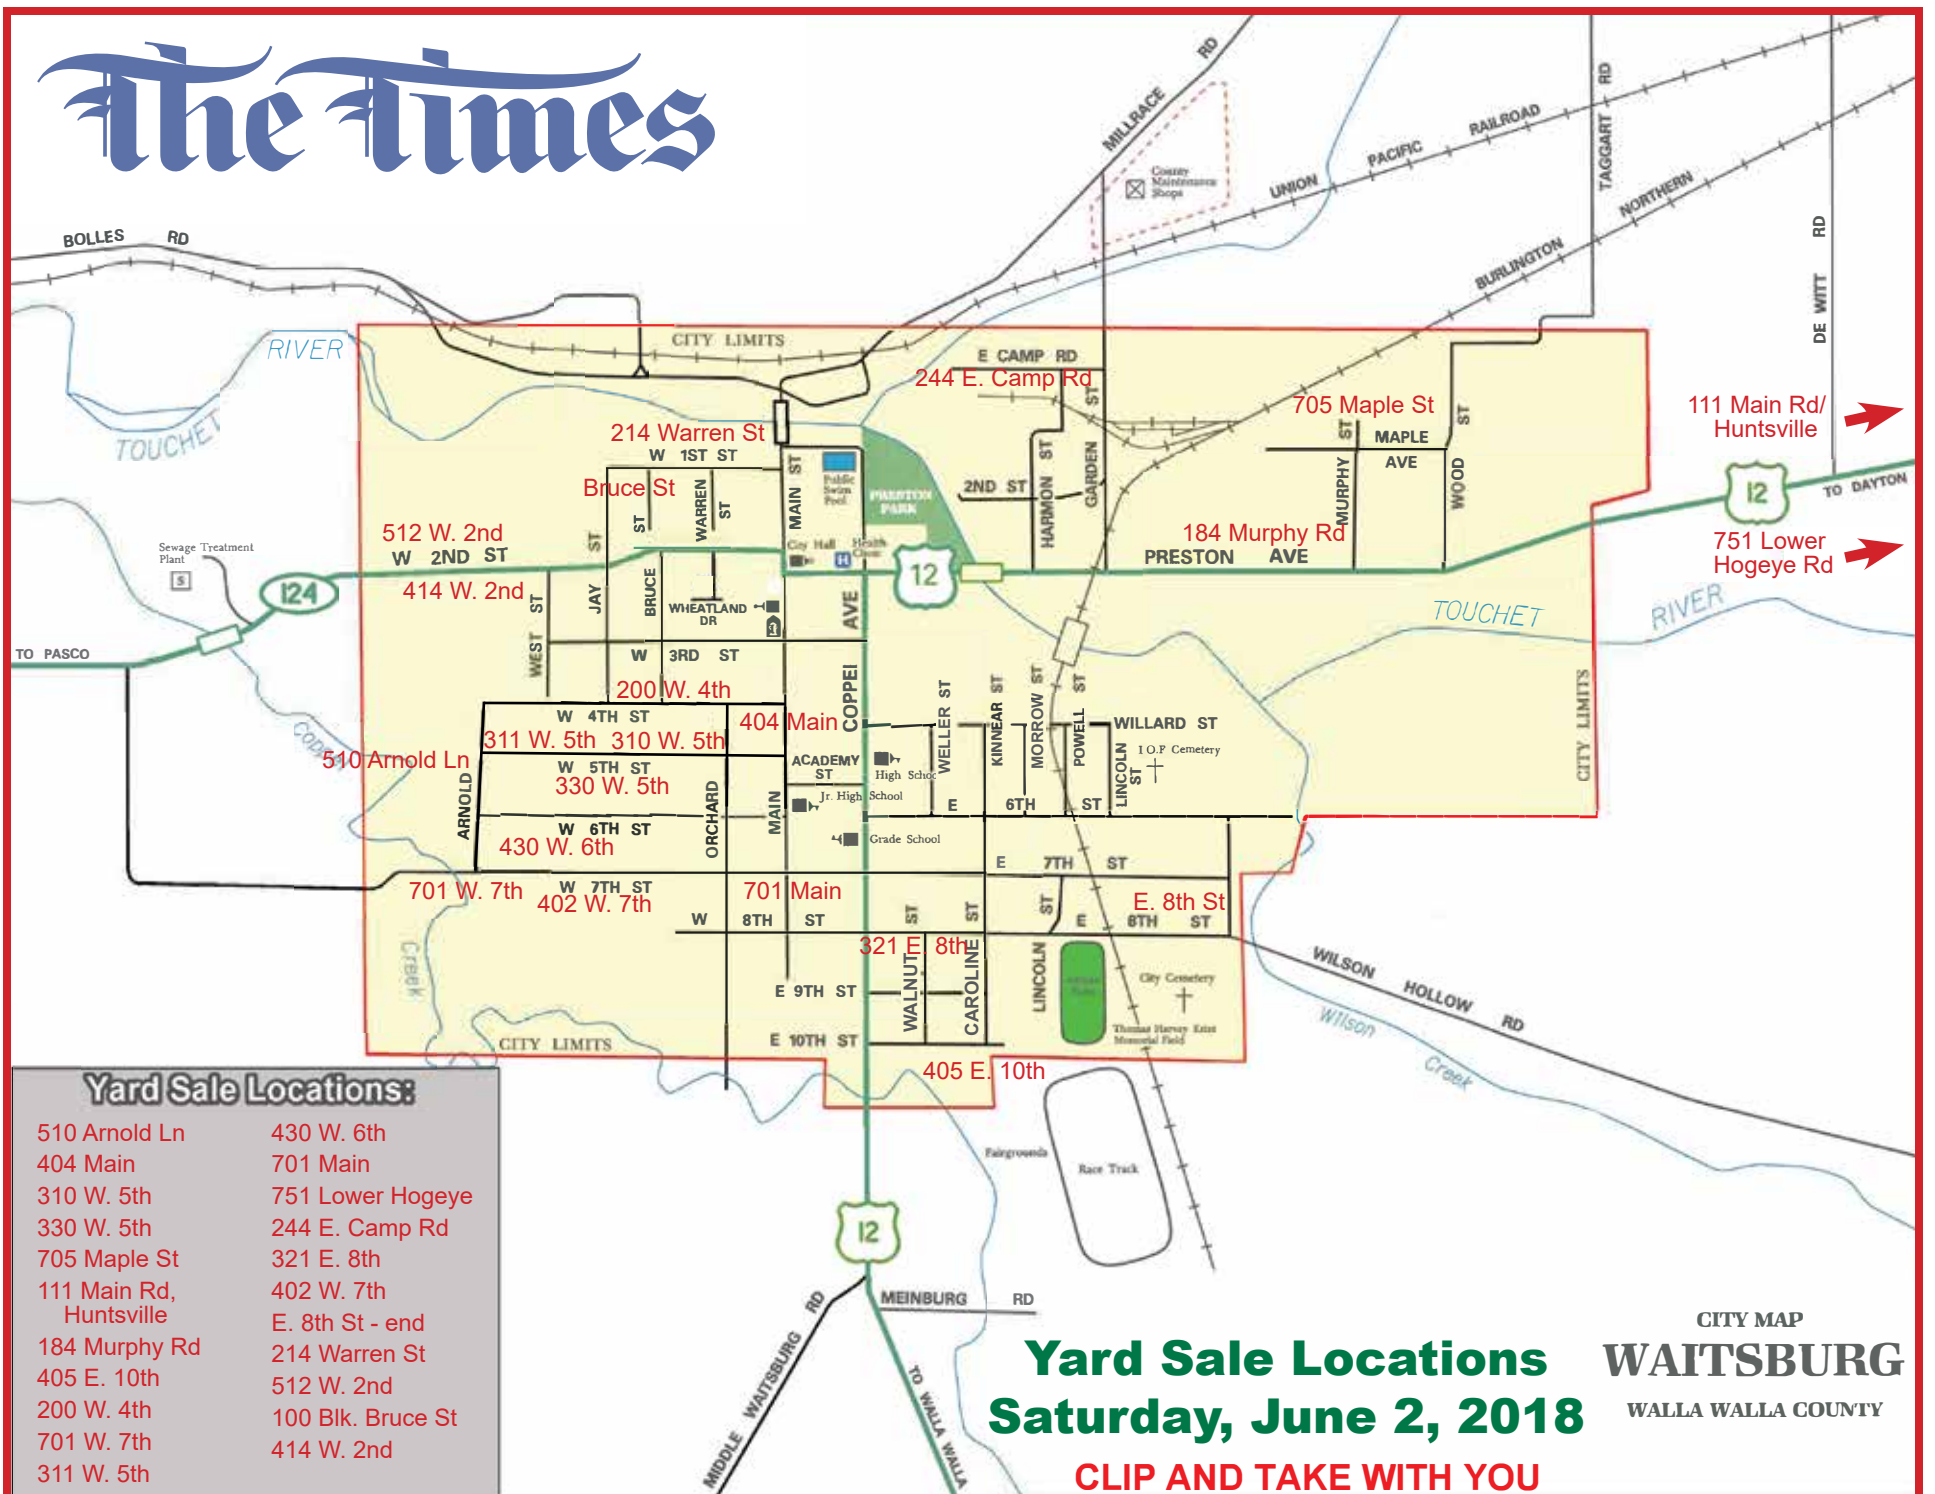 The Times
MILLRACE RD
County
Maintenance
Shops
UNION PACIFIC RAILROAD
TAGGART RD
BURLINGTON NORTHERN
DE WITT RD
BOLLES RD
RIVER
TOUCHET
CITY LIMITS
E CAMP RD
244 E. Camp Rd
GARDEN ST
705 Maple St
MAPLE
AVE
MURPHY ST
WOOD ST
111 Main Rd/
Huntsville
12
TO DAYTON
751 Lower
Hogeye Rd
214 Warren St
W 1ST ST
Bruce St
ST
WARREN ST
MAIN ST
Public
Swim
Pool
PRESTON
PARK
2ND ST
HARMON ST
184 Murphy Rd
PRESTON AVE
512 W. 2nd
W 2ND ST
414 W. 2nd
City Hall
Health
Clinic
H
12
Sewage Treatment
Plant
S
124
TO PASCO
WEST ST
JAY ST
BRUCE
WHEATLAND
DR
COPPEI AVE
W 3RD ST
TOUCHET RIVER
200 W. 4th
W 4TH ST
404 Main
311 W. 5th
310 W. 5th
510 Arnold Ln
W 5TH ST
330 W. 5th
ARNOLD
ORCHARD
MAIN
ACADEMY
ST
High School
Jr. High School
Grade School
WELLER ST
KINNEAR ST
MORROW ST
POWELL ST
WILLARD ST
LINCOLN
ST
I O.F Cemetery
CITY LIMITS
E 6TH ST
W 6TH ST
430 W. 6th
E 7TH ST
701 W. 7th
W 7TH ST
402 W. 7th
701 Main
E. 8th St
W 8TH ST
E 8TH ST
321 E. 8th
WALNUT ST
CAROLINE ST
LINCOLN ST
City Cemetery
Coppei
Creek
E 9TH ST
E 10TH ST
Memorial Field
CITY LIMITS
405 E. 10th
WILSON HOLLOW RD
Wilson
Creek
Fairgrounds
Race Track
12
MEINBURG RD
MIDDLE WAITSBURG RD
TO WALLA WALLA
Yard Sale Locations:
510 Arnold Ln
404 Main
310 W. 5th
330 W. 5th
705 Maple St
111 Main Rd,
Huntsville
184 Murphy Rd
405 E. 10th
200 W. 4th
701 W. 7th
311 W. 5th
430 W. 6th
701 Main
751 Lower Hogeye
244 E. Camp Rd
321 E. 8th
402 W. 7th
E. 8th St - end
214 Warren St
512 W. 2nd
100 Blk. Bruce St
414 W. 2nd
Yard Sale Locations
Saturday, June 2, 2018
CLIP AND TAKE WITH YOU
CITY MAP
WAITSBURG
WALLA WALLA COUNTY